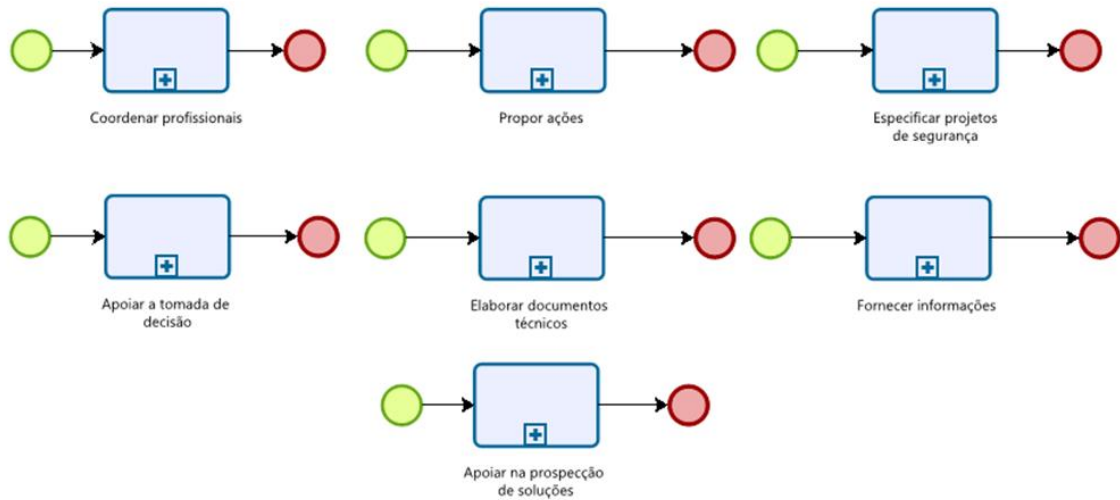 Coordenar profissionais
Propor ações
Especificar projetos
de segurança
Apoiar a tomada de
decisão
Elaborar documentos
técnicos
Fornecer informações
Apoiar na prospecção
de soluções